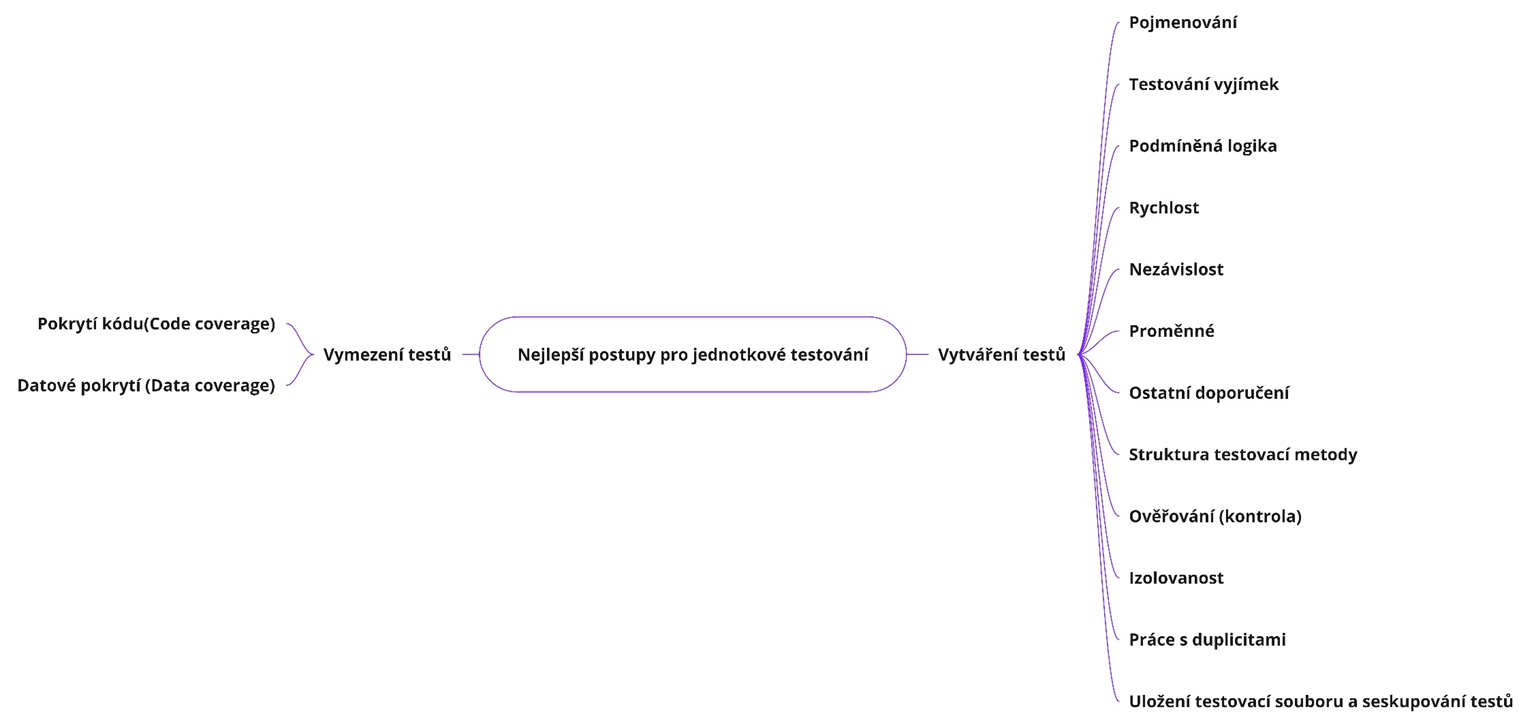 Pojmenování
Testování vyjímek
Podmíněná logika
Rychlost
Nezávislost
Pokrytí kódu(Code coverage)
Proměnné
Vymezení testů
Nejlepší postupy pro jednotkové testování
Vytváření testů
Datové pokrytí (Data coverage)
Ostatní doporučení
Struktura testovací metody
Ověřování (kontrola)
Izolovanost
Práce s duplicitami
Uložení testovací souboru a seskupování testů